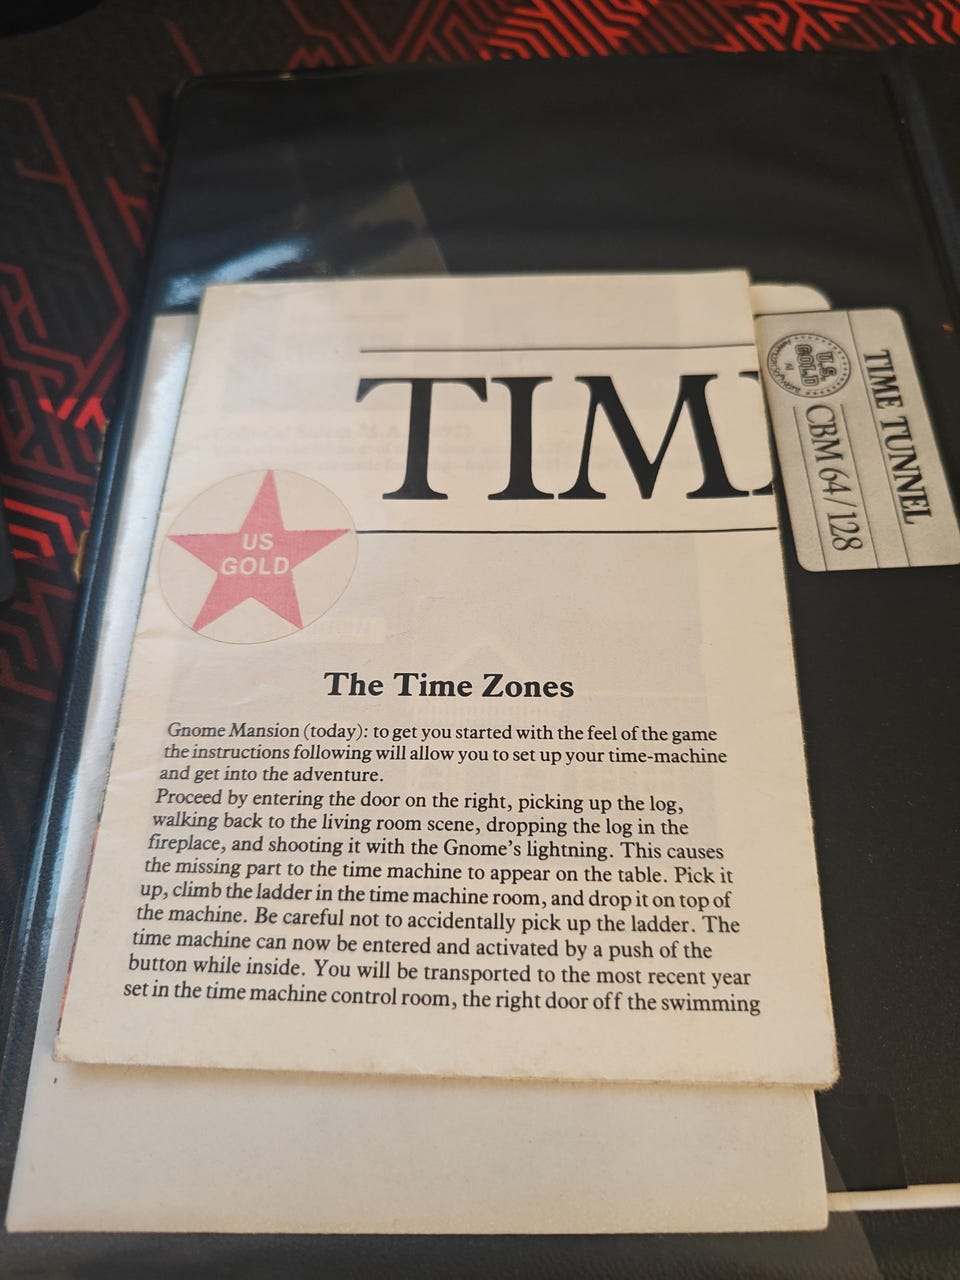 TIM
US
GOLD
The Time Zones
Gnome Mansion (today): to get you started with the feel of the game
the instructions following will allow you to set up your time-machine
and get into the adventure.
Proceed by entering the door on the right, picking up the log,
walking back to the living room scene, dropping the log in the
fireplace, and shooting it with the Gnome's lightning. This causes
the missing part to the time machine to appear on the table. Pick it
up, climb the ladder in the time machine room, and drop it on top of
the machine. Be careful not to accidentally pick up the ladder. The
time machine can now be entered and activated by a push of the
button while inside. You will be transported to the most recent year
set in the time machine control room, the right door off the swimming
TIME TUNNEL
U.S.
GOLD
CBM 64/128